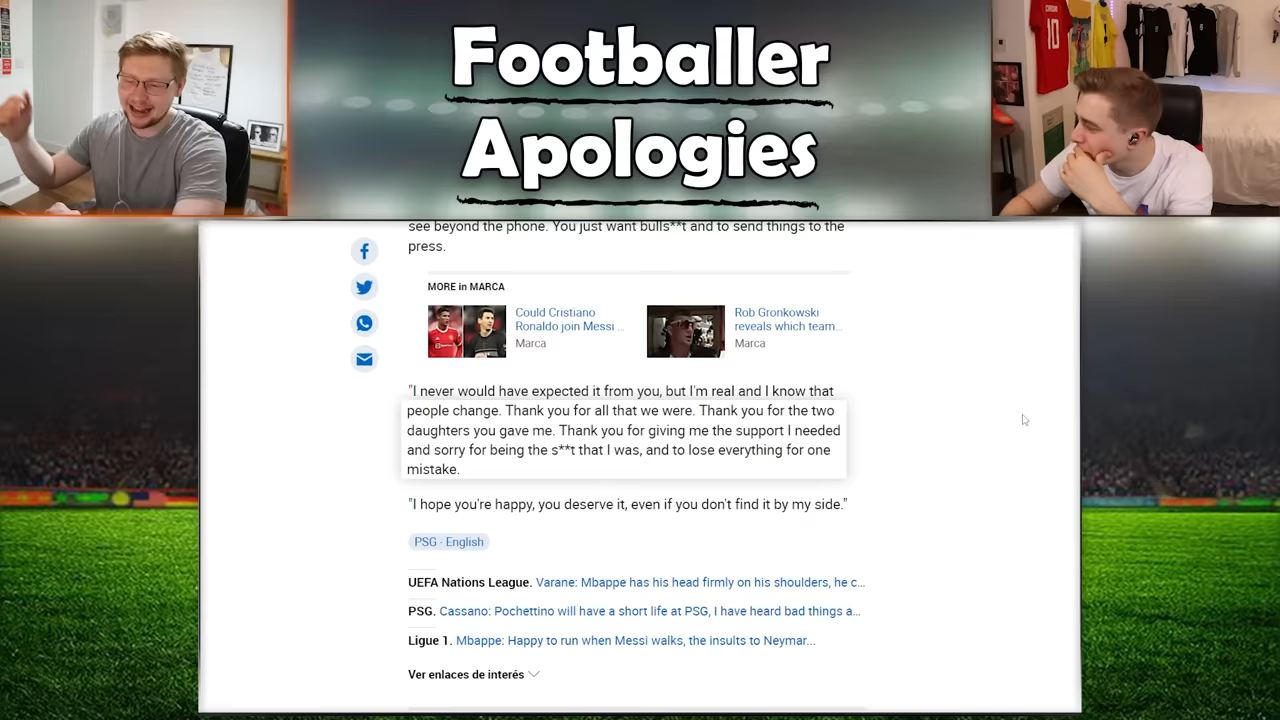 Footballer
Apologies
see beyond the phone. You just want bulls**t and to send things to the
press.
MORE in MARCA
Could Cristiano
Ronaldo join Messi ...
Marca
Rob Gronkowski
reveals which team...
Marca
"I never would have expected it from you, but I'm real and I know that
people change. Thank you for all that we were. Thank you for the two
daughters you gave me. Thank you for giving me the support I needed
and sorry for being the s**t that I was, and to lose everything for one
mistake.
"I hope you're happy, you deserve it, even if you don't find it by my side."
PSG - English
UEFA Nations League. Varane: Mbappe has his head firmly on his shoulders, he c...
PSG. Cassano: Pochettino will have a short life at PSG, I have heard bad things a...
Ligue 1. Mbappe: Happy to run when Messi walks, the insults to Neymar...
Ver enlaces de interés
10